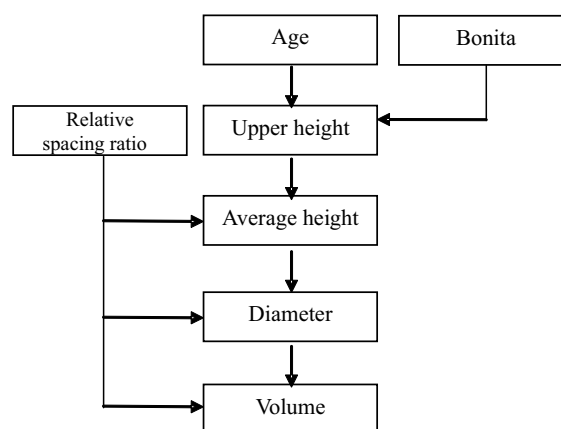 Age
Bonita
Relative
spacing ratio
Upper height
Average height
Diameter
Volume